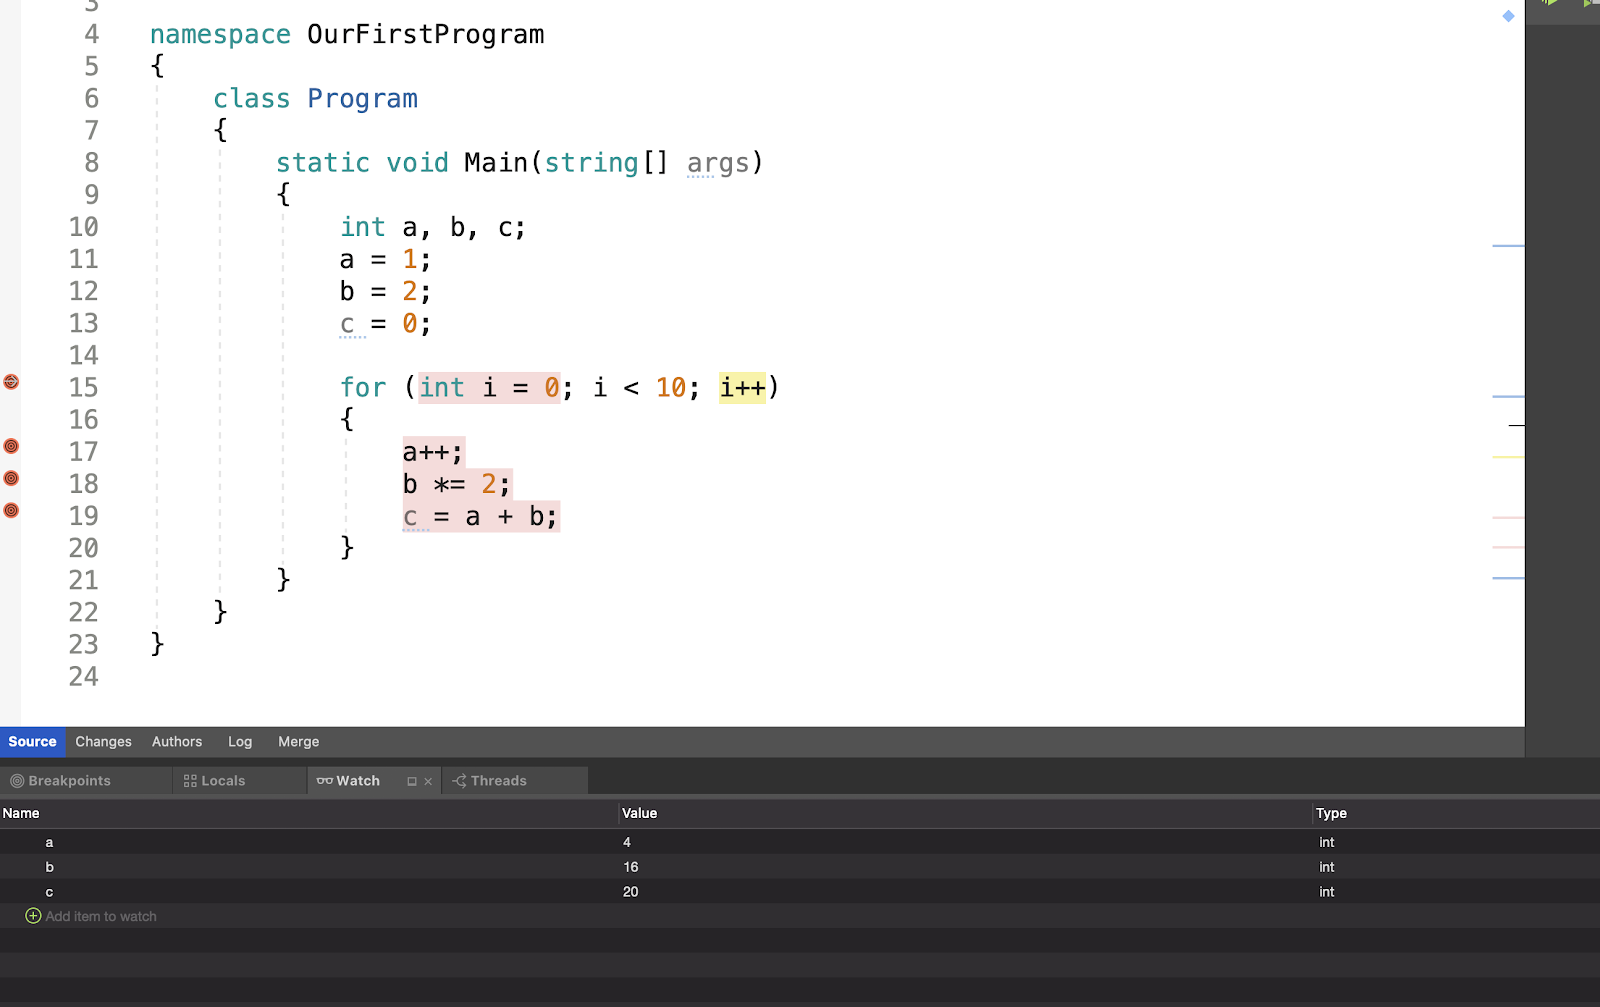 3
4 namespace OurFirstProgram
5 {
6 class Program
7 {
8 static void Main(string[] args)
9 {
10 int a, b, c;
11 a = 1;
12 b = 2;
13 c = 0;
14
15 for (int i = 0; i < 10; i++)
16 {
17 a++;
18 b *= 2;
19 c = a + b;
20 }
21 }
22 }
23 }
24
Source Changes Authors Log Merge
Breakpoints Locals Watch Threads
Name Value Type
a 4 int
b 16 int
c 20 int
Add item to watch